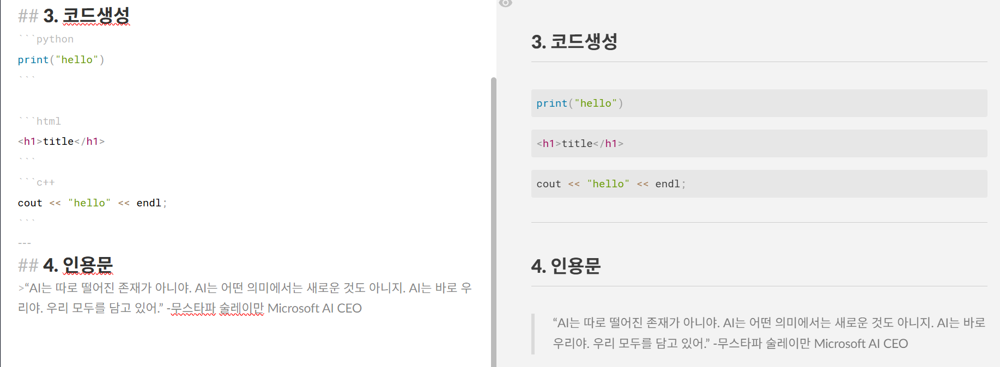 ## 3. 코드생성
```python
print("hello")
```
```html
<h1>title</h1>
```
```c++
cout << "hello" << endl;
```
---
## 4. 인용문
>“AI는 따로 떨어진 존재가 아니야. AI는 어떤 의미에서는 새로운 것도 아니지. AI는 바로 우
리야. 우리 모두를 담고 있어.” -무스타파 술레이만 Microsoft AI CEO
3. 코드생성
print("hello")
<h1>title</h1>
cout << "hello" << endl;
4. 인용문
“AI는 따로 떨어진 존재가 아니야. AI는 어떤 의미에서는 새로운 것도 아니지. AI는 바로
우리야. 우리 모두를 담고 있어.” -무스타파 술레이만 Microsoft AI CEO